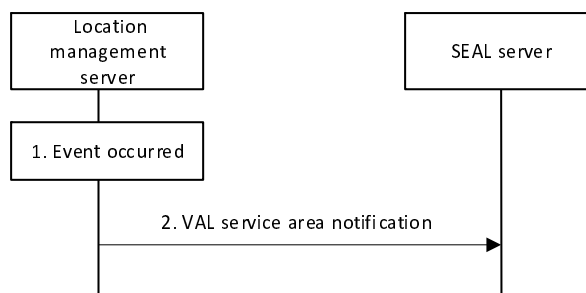 Location
management
server
SEAL server
1. Event occurred
2. VAL service area notification